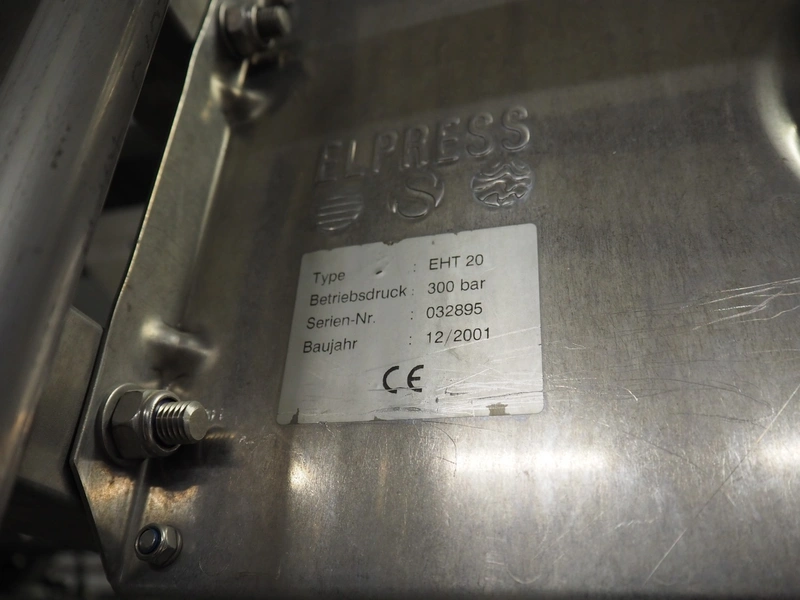 ELPRESS
Type : EHT 20
Betriebsdruck : 300 bar
Serien-Nr. : 032895
Baujahr : 12/2001
CE